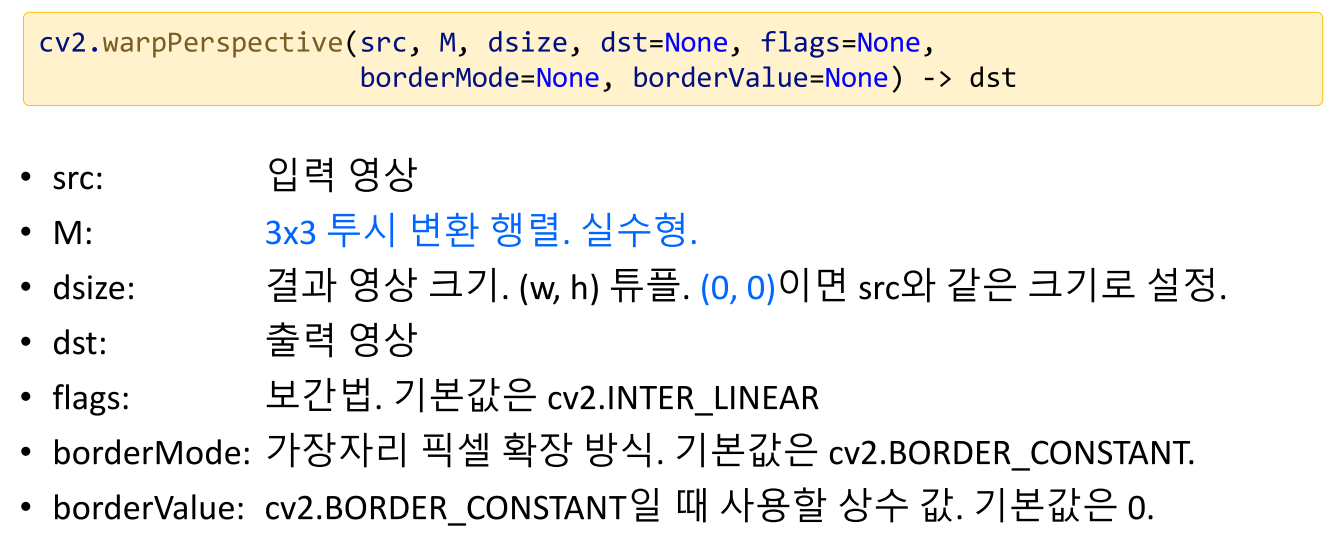 cv2.warpPerspective(src, M, dsize, dst=None, flags=None,
borderMode=None, borderValue=None) -> dst
• src: 입력 영상
• M: 3x3 투시 변환 행렬. 실수형.
• dsize: 결과 영상 크기. (w, h) 튜플. (0, 0)이면 src와 같은 크기로 설정.
• dst: 출력 영상
• flags: 보간법. 기본값은 cv2.INTER_LINEAR
• borderMode: 가장자리 픽셀 확장 방식. 기본값은 cv2.BORDER_CONSTANT.
• borderValue: cv2.BORDER_CONSTANT일 때 사용할 상수 값. 기본값은 0.